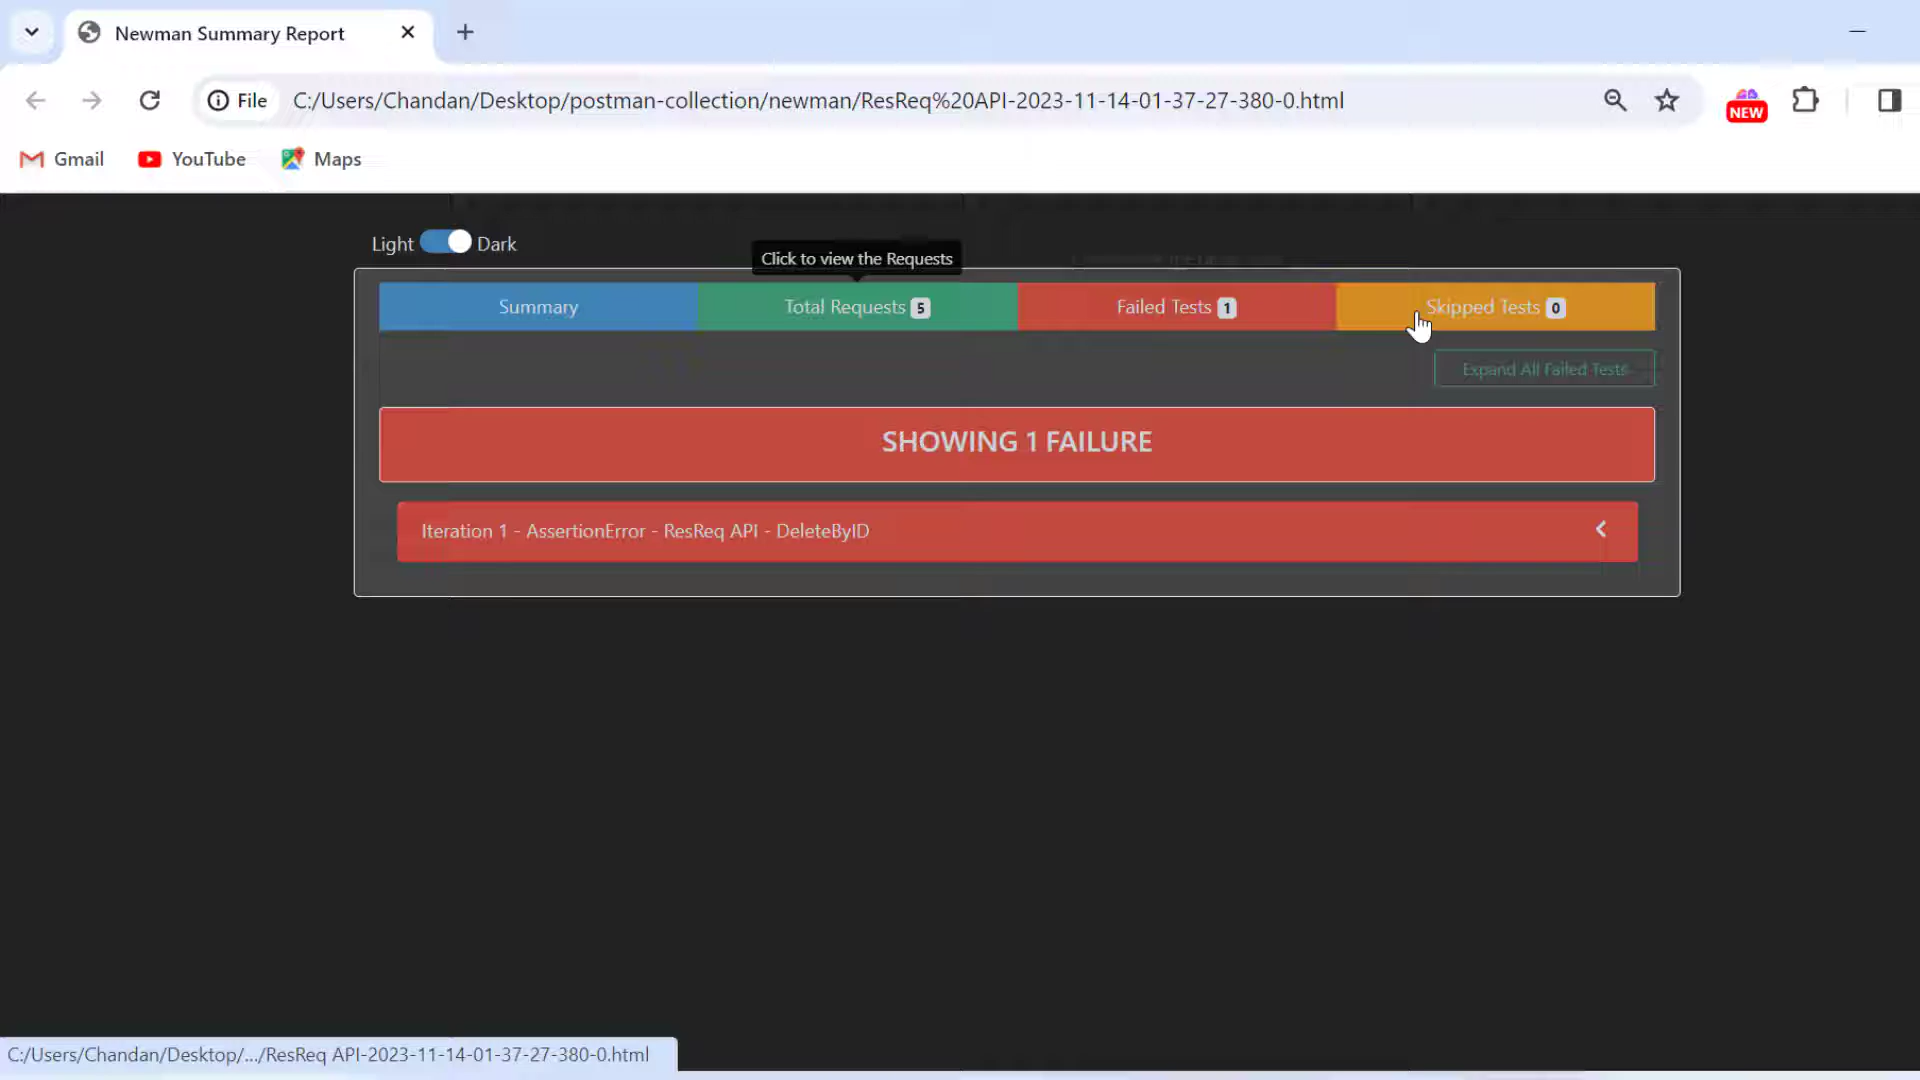 Newman Summary Report
File C:/Users/Chandan/Desktop/postman-collection/newman/ResReq%20API-2023-11-14-01-37-27-380-0.html
NEW
Gmail YouTube Maps
Light Dark
Click to view the Requests
Summary Total Requests 5 Failed Tests 1 Skipped Tests 0
Expand All Failed Tests
SHOWING 1 FAILURE
Iteration 1 - AssertionError - ResReq API - DeleteByID
C:/Users/Chandan/Desktop/.../ResReq API-2023-11-14-01-37-27-380-0.html